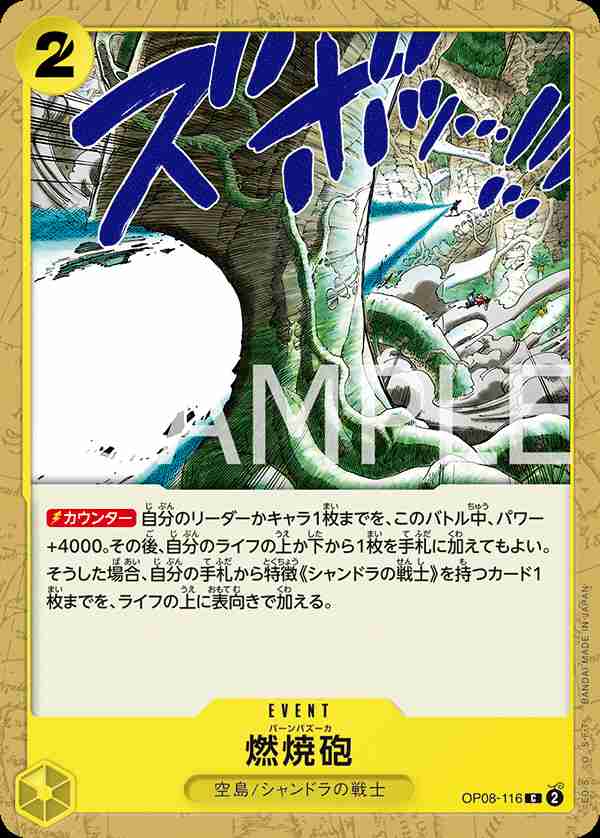 2
ズボッ…!!!
SAMPLE
カウンター 自分のリーダーかキャラ1枚までを、このバトル中、パワー
+4000。その後、自分のライフの上か下から1枚を手札に加えてもよい。
そうした場合、自分の手札から特徴《シャンドラの戦士》を持つカード1
枚までを、ライフの上に表向きで加える。
EVENT
バーンバズーカ
燃焼砲
空島/シャンドラの戦士
OP08-116 C 2
BANDAI MADE IN JAPAN